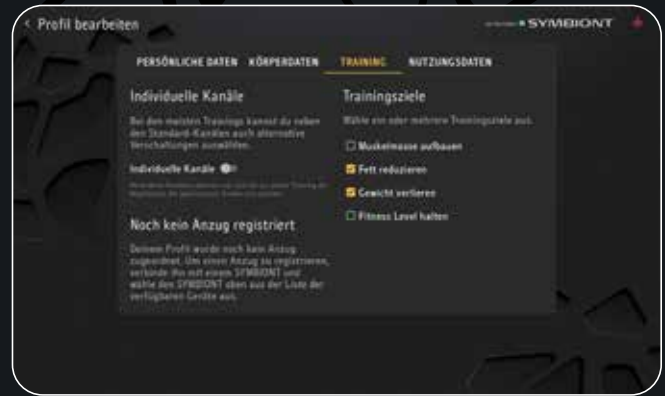 Profil bearbeiten
SYMBIONT
PERSÖNLICHE DATEN KÖRPERDATEN TRAINING NUTZUNGSDATEN
Individuelle Kanäle
Bei den meisten Trainings kannst du neben
den Standard-Kanälen auch alternative
Verschaltungen auswählen.
Individuelle Kanäle
Noch kein Anzug registriert
Deinem Profil wurde noch kein Anzug
zugeordnet. Um einen Anzug zu registrieren,
verbinde ihn mit einem SYMBIONT und
wähle den SYMBIONT oben aus der Liste der
verfügbaren Geräte aus.
Trainingsziele
Wähle ein oder mehrere Trainingsziele aus.
Muskelmasse aufbauen
Fett reduzieren
Gewicht verlieren
Fitness Level halten